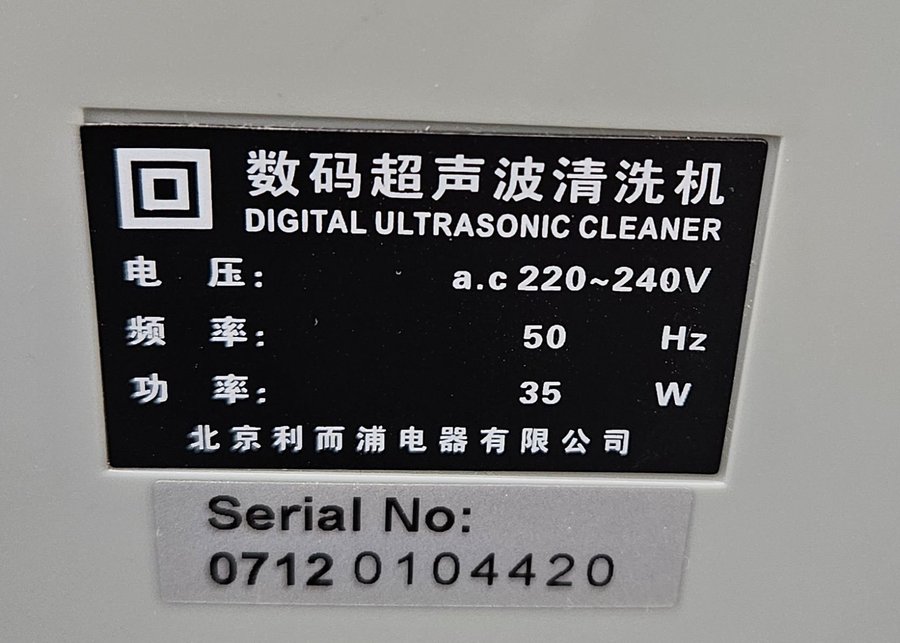 数码超声波清洗机
DIGITAL ULTRASONIC CLEANER
电 压: a.c 220~240V
频 率: 50 Hz
功 率: 35 W
北京利而浦电器有限公司
Serial No:
0712 0104420